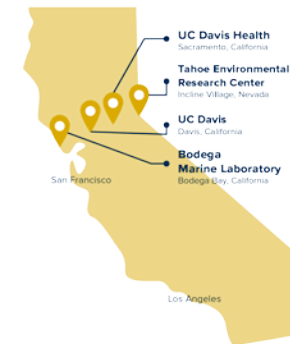 UC Davis Health
Sacramento, California
Tahoe Environmental
Research Center
Incline Village, Nevada
UC Davis
Davis, California
Bodega
Marine Laboratory
Bodega Bay, California
San Francisco
Los Angeles